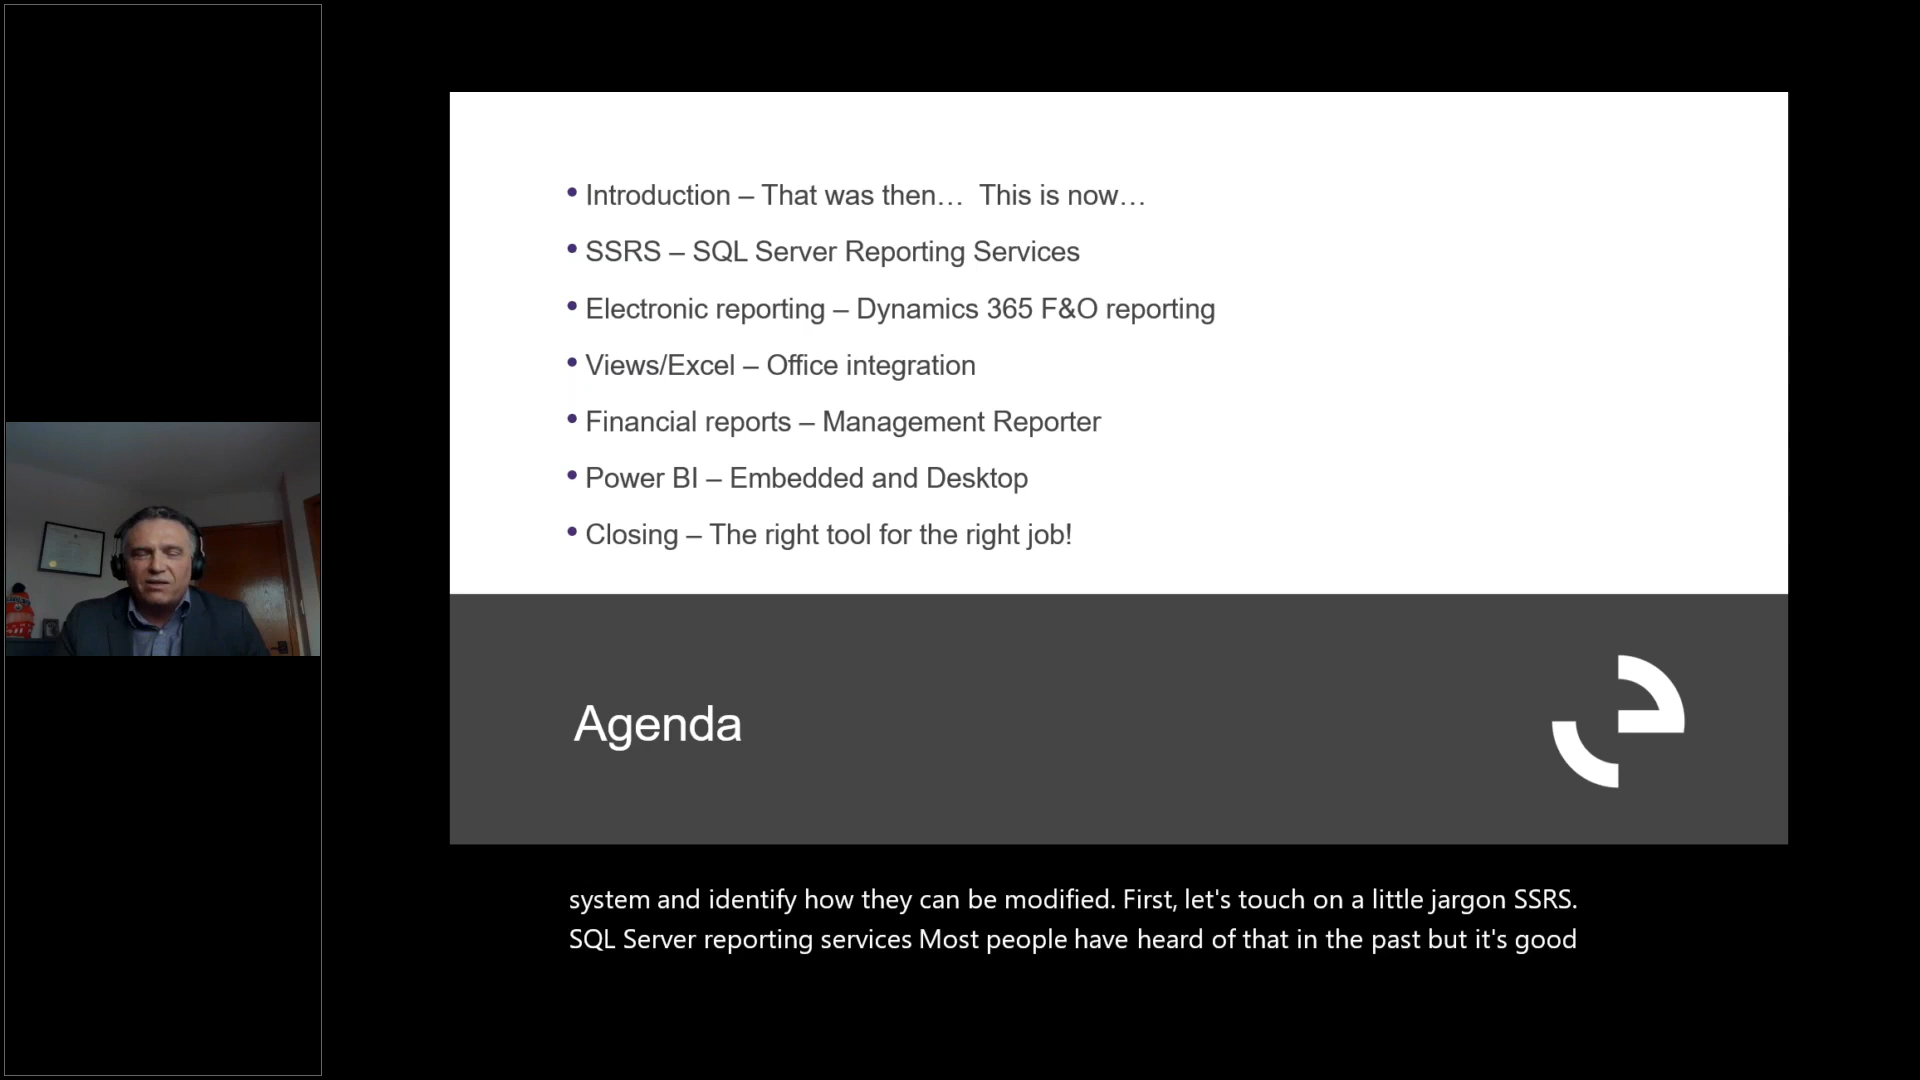 • Introduction – That was then…  This is now…
• SSRS – SQL Server Reporting Services
• Electronic reporting – Dynamics 365 F&O reporting
• Views/Excel – Office integration
• Financial reports – Management Reporter
• Power BI – Embedded and Desktop
• Closing – The right tool for the right job!
Agenda
system and identify how they can be modified. First, let's touch on a little jargon SSRS.
SQL Server reporting services Most people have heard of that in the past but it's good